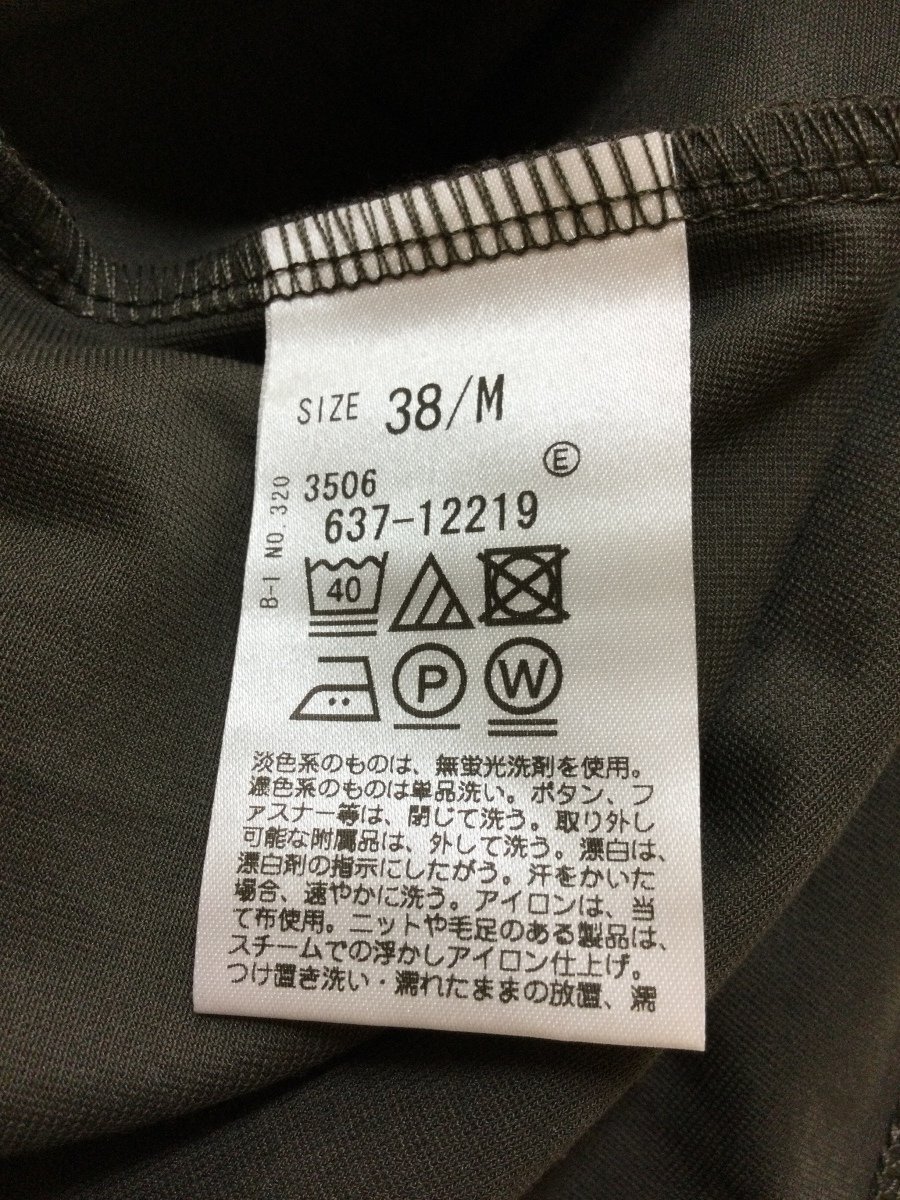 SIZE 38/M
E
3506
637-12219
B-I NO.320
40
P W
淡色系のものは、無蛍光洗剤を使用。
濃色系のものは単品洗い。ボタン、フ
ァスナー等は、閉じて洗う。取り外し
可能な附属品は、外して洗う。漂白は、
漂白剤の指示にしたがう。汗をかいた
場合、速やかに洗う。アイロンは、当
て布使用。ニットや毛足のある製品は、
スチームでの浮かしアイロン仕上げ。
つけ置き洗い・濡れたままの放置、濡